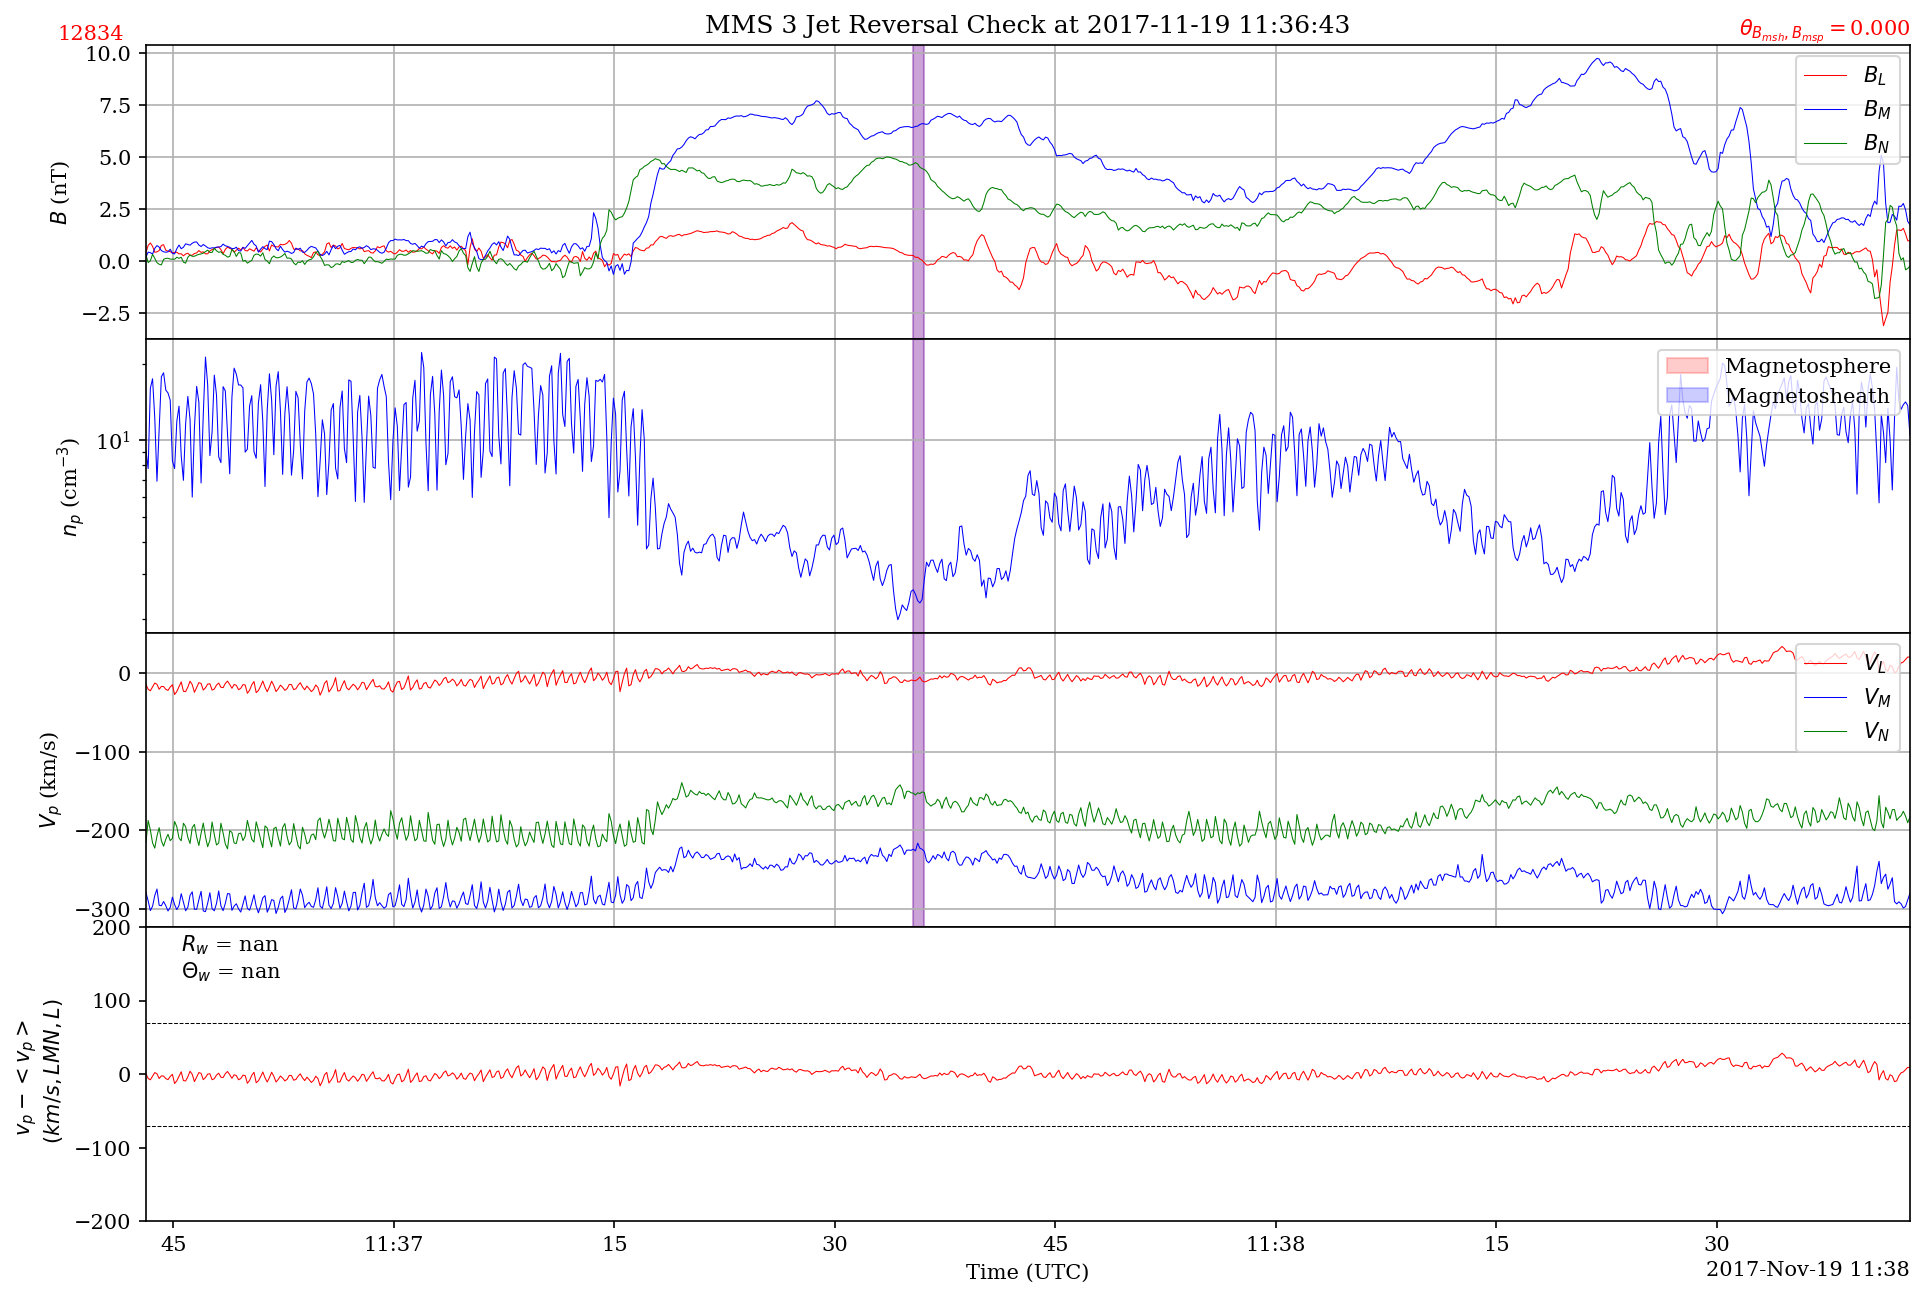 MMS 3 Jet Reversal Check at 2017-11-19 11:36:43
12834
θ_{B_{msh}, B_{msp}} = 0.000
10.0
7.5
5.0
2.5
0.0
−2.5
B (nT)
B_L
B_M
B_N
10^1
n_p (cm^{−3})
Magnetosphere
Magnetosheath
0
−100
−200
−300
V_p (km/s)
V_L
V_M
V_N
200
100
0
−100
−200
v_p − <v_p>
(km/s, LMN, L)
R_w = nan
Θ_w = nan
45
11:37
15
30
45
11:38
15
30
Time (UTC)
2017-Nov-19 11:38